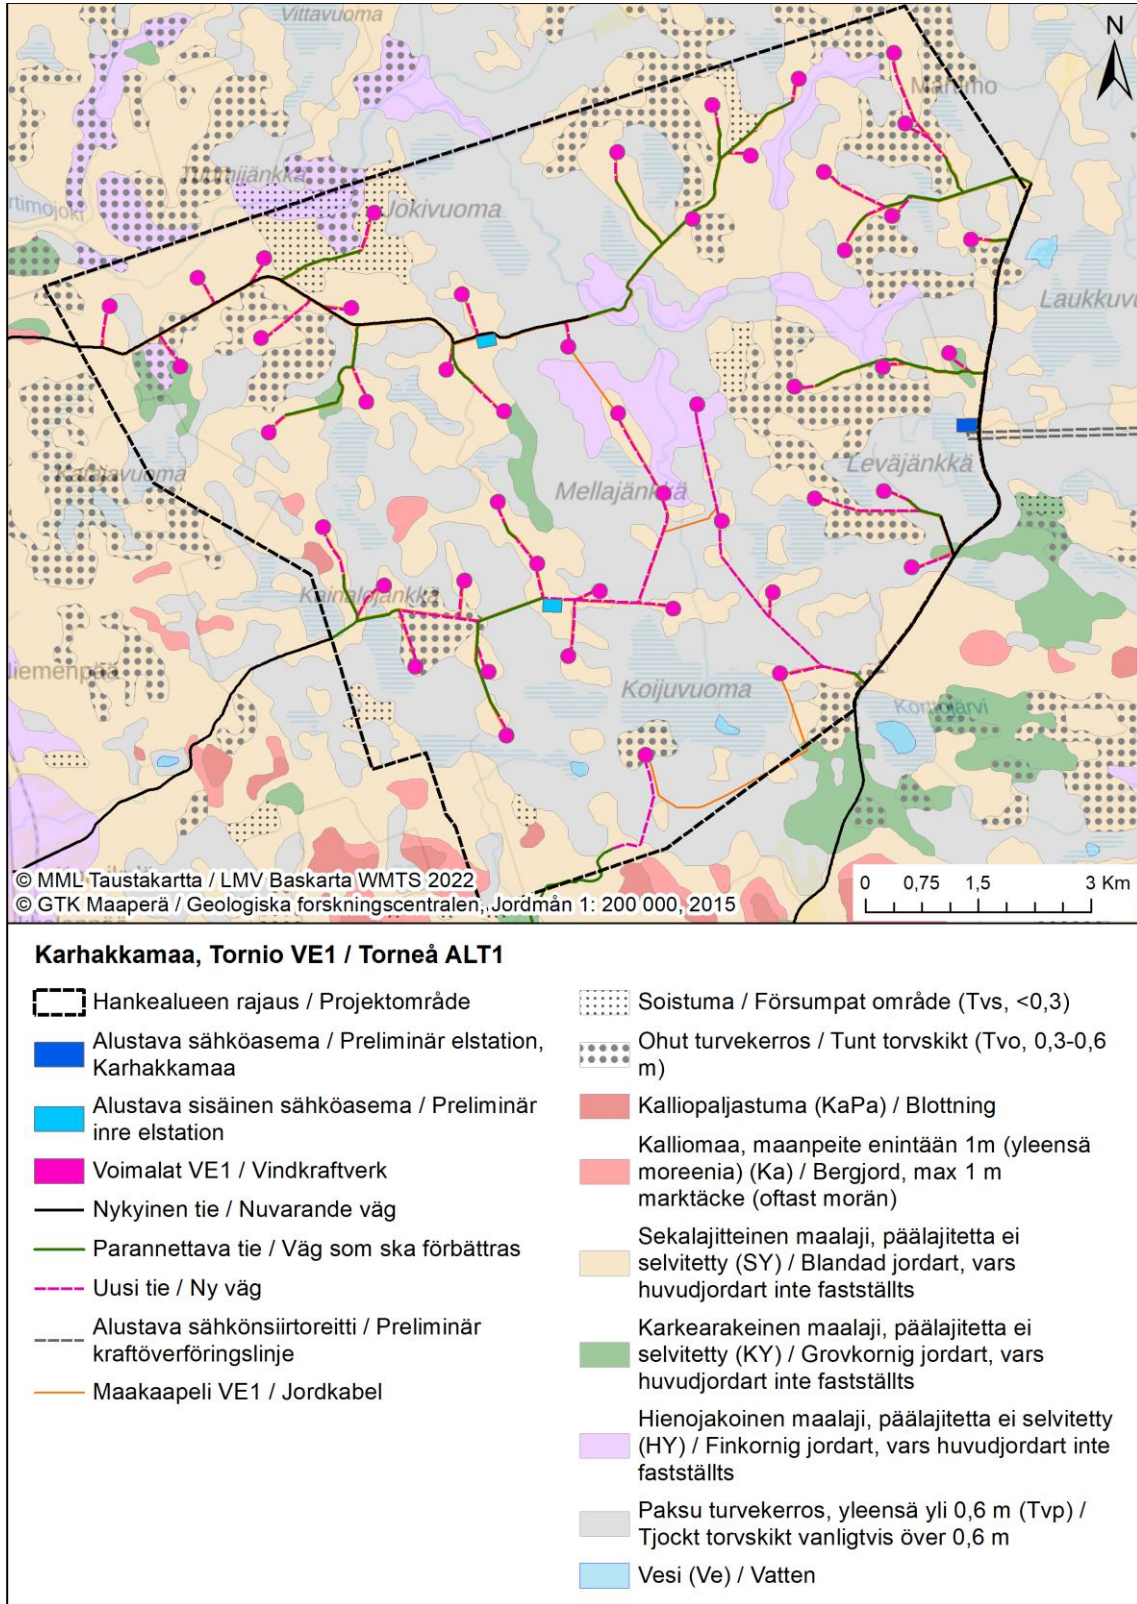 Vittavuoma
N
Martimo
Tuomijänkkä
rtimojoki
Jokivuoma
Laukkuvu
Leväjänkkä
Katajavuoma
Mellajänkkä
Kainalojänkkä
liemenpää
Koijuvuoma
Korttojärvi
© MML Taustakartta / LMV Baskarta WMTS 2022
© GTK Maaperä / Geologiska forskningscentralen, Jordmån 1: 200 000, 2015
0 0,75 1,5 3 Km
Karhakkamaa, Tornio VE1 / Torneå ALT1
Hankealueen rajaus / Projektområde
Alustava sähköasema / Preliminär elstation,
Karhakkamaa
Alustava sisäinen sähköasema / Preliminär
inre elstation
Voimalat VE1 / Vindkraftverk
Nykyinen tie / Nuvarande väg
Parannettava tie / Väg som ska förbättras
Uusi tie / Ny väg
Alustava sähkönsiirtoreitti / Preliminär
kraftöverföringslinje
Maakaapeli VE1 / Jordkabel
Soistuma / Försumpat område (Tvs, <0,3)
Ohut turvekerros / Tunt torvskikt (Tvo, 0,3-0,6
m)
Kalliopaljastuma (KaPa) / Blottning
Kalliomaa, maanpeite enintään 1m (yleensä
moreenia) (Ka) / Bergjord, max 1 m
marktäcke (oftast morän)
Sekalajitteinen maalaji, päälajitetta ei
selvitetty (SY) / Blandad jordart, vars
huvudjordart inte fastställts
Karkearakeinen maalaji, päälajitetta ei
selvitetty (KY) / Grovkornig jordart, vars
huvudjordart inte fastställts
Hienojakoinen maalaji, päälajitetta ei selvitetty
(HY) / Finkornig jordart, vars huvudjordart inte
fastställts
Paksu turvekerros, yleensä yli 0,6 m (Tvp) /
Tjockt torvskikt vanligtvis över 0,6 m
Vesi (Ve) / Vatten